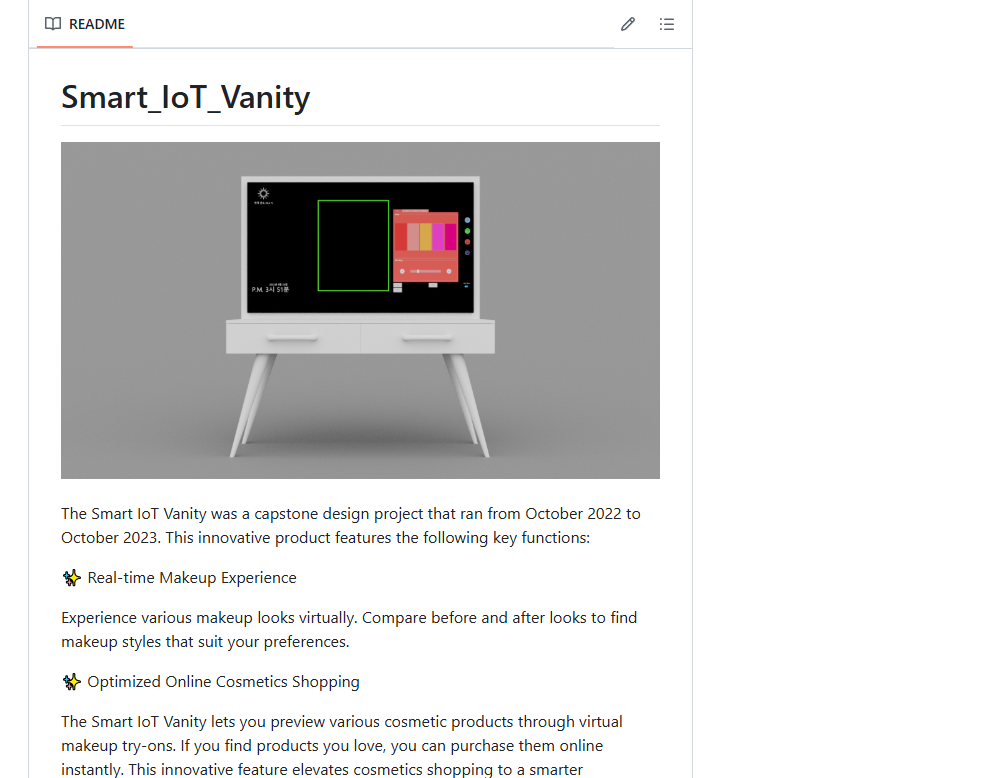 README
Smart_IoT_Vanity
P.M. 3시 51분
The Smart IoT Vanity was a capstone design project that ran from October 2022 to
October 2023. This innovative product features the following key functions:
✨ Real-time Makeup Experience
Experience various makeup looks virtually. Compare before and after looks to find
makeup styles that suit your preferences.
✨ Optimized Online Cosmetics Shopping
The Smart IoT Vanity lets you preview various cosmetic products through virtual
makeup try-ons. If you find products you love, you can purchase them online
instantly. This innovative feature elevates cosmetics shopping to a smarter